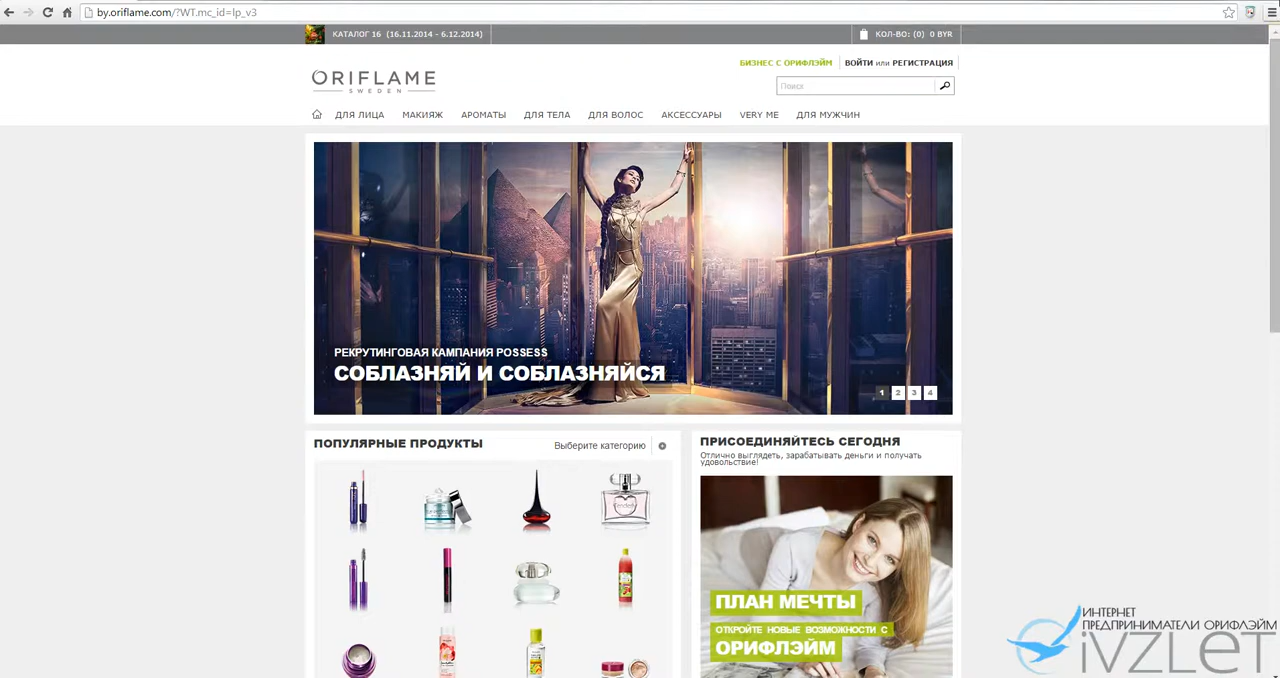 by.oriflame.com/?WT.mc_id=lp_v3
КАТАЛОГ 16 (16.11.2014 - 6.12.2014)
КОЛ-ВО: (0) 0 BYR
БИЗНЕС С ОРИФЛЭЙМ
ВОЙТИ или РЕГИСТРАЦИЯ
ORIFLAME
SWEDEN
Поиск
ДЛЯ ЛИЦА МАКИЯЖ АРОМАТЫ ДЛЯ ТЕЛА ДЛЯ ВОЛОС АКСЕССУАРЫ VERY ME ДЛЯ МУЖЧИН
РЕКРУТИНГОВАЯ КАМПАНИЯ POSSESS
СОБЛАЗНЯЙ И СОБЛАЗНЯЙСЯ
1 2 3 4
ПОПУЛЯРНЫЕ ПРОДУКТЫ
Выберите категорию
ПРИСОЕДИНЯЙТЕСЬ СЕГОДНЯ
Отлично выглядеть, зарабатывать деньги и получать
удовольствие!
ПЛАН МЕЧТЫ
ОТКРОЙТЕ НОВЫЕ ВОЗМОЖНОСТИ С
ОРИФЛЭЙМ
ИНТЕРНЕТ
ПРЕДПРИНИМАТЕЛИ ОРИФЛЭЙМ
iVZLET